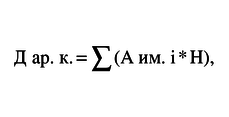 Д ар. к. = ∑ (А им. i * Н),